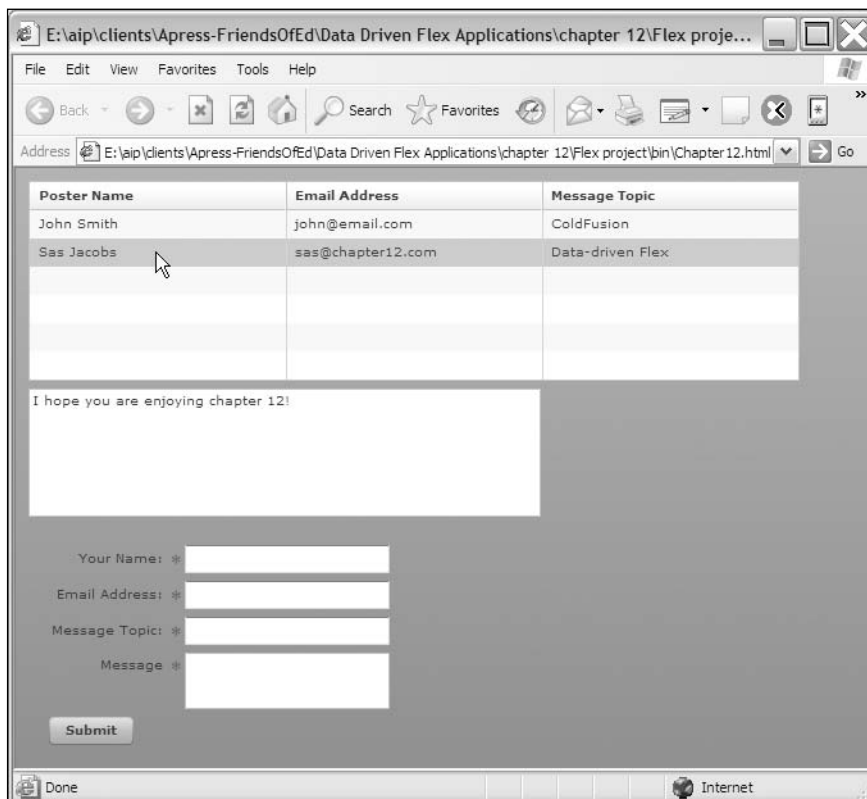 E:\aip\clients\Apress-FriendsOfEd\Data Driven Flex Applications\chapter 12\Flex proje...
File Edit View Favorites Tools Help
Back Search Favorites »
Address E:\aip\clients\Apress-FriendsOfEd\Data Driven Flex Applications\chapter 12\Flex project\bin\Chapter12.html Go
Poster Name Email Address Message Topic
John Smith john@email.com ColdFusion
Sas Jacobs sas@chapter12.com Data-driven Flex
I hope you are enjoying chapter 12!
Your Name: *
Email Address: *
Message Topic: *
Message *
Submit
Done Internet